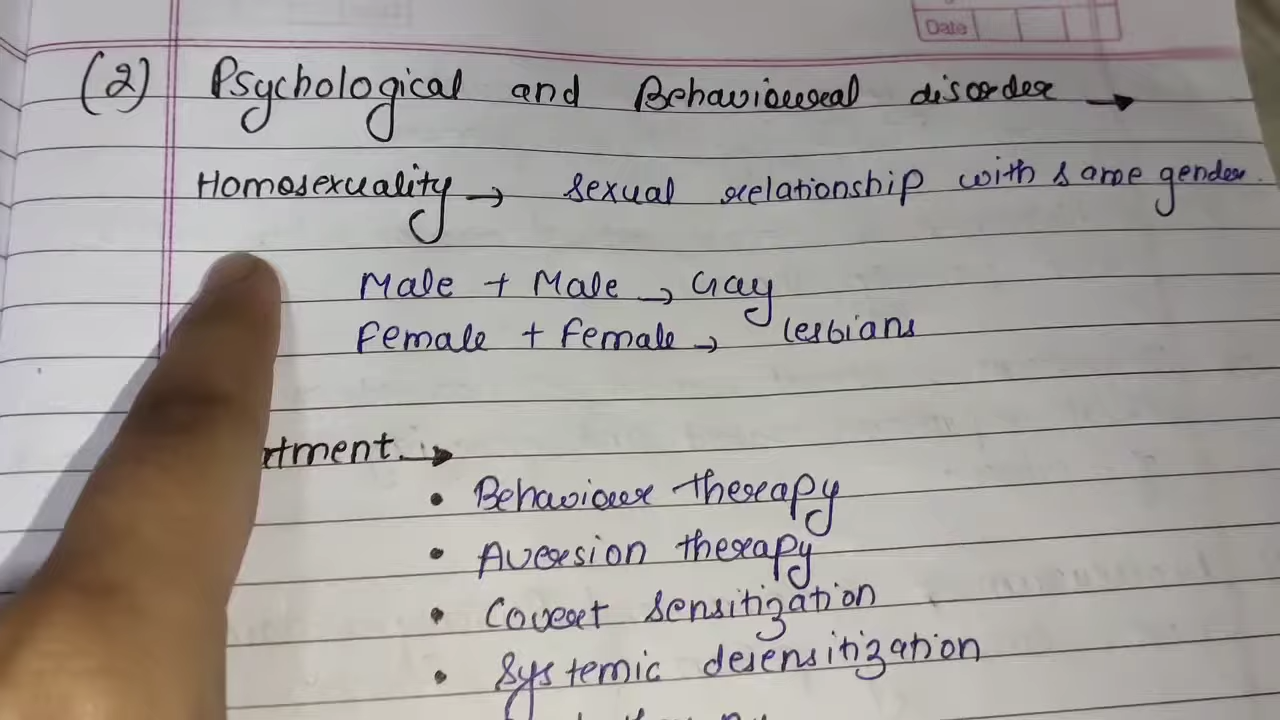 Date
(2) Psychological and Behavioural disorder →
Homosexuality → sexual relationship with same gender.
Male + Male → Gay
Female + Female → lesbians
tment →
• Behaviour therapy
• Aversion therapy
• Covert sensitization
• Systemic desensitization